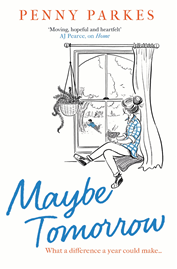 PENNY PARKES
'Moving, hopeful and heartfelt'
AJ Pearce, on Home
Maybe
Tomorrow
What a difference a year could make..